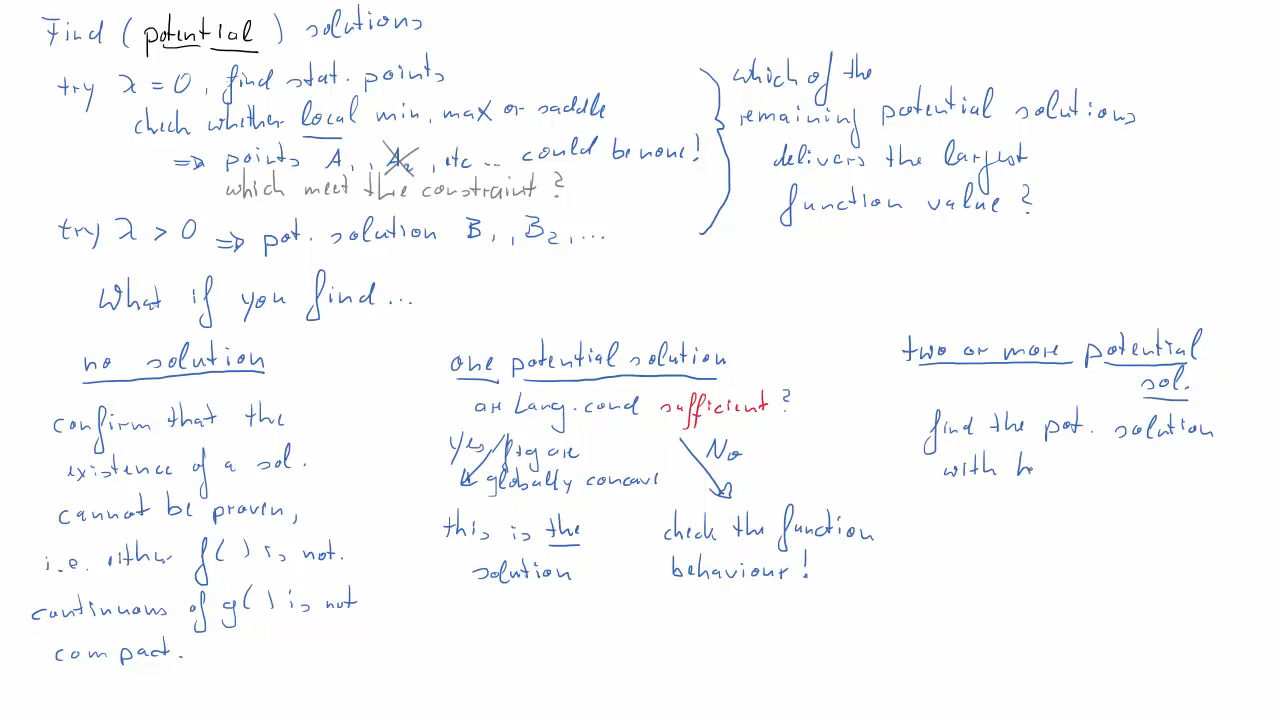 Find (potential) solutions
try λ = 0, find stat. points
check whether local min, max or saddle
⇒ points A₁, A₂, etc... could be none!
which meet the constraint?
try λ > 0 ⇒ pot. solution B₁, B₂, ...
which of the
remaining potential solutions
delivers the largest
function value?
What if you find...
no solution
confirm that the
existence of a sol.
cannot be proven,
i.e. either f( ) is not.
continuous of g( ) is not
compact.
one potential solution
are Lang. cond sufficient?
Yes f, g are
globally concave
No
this is the
solution
check the function
behaviour!
two or more potential
sol.
find the pot. solution
with h